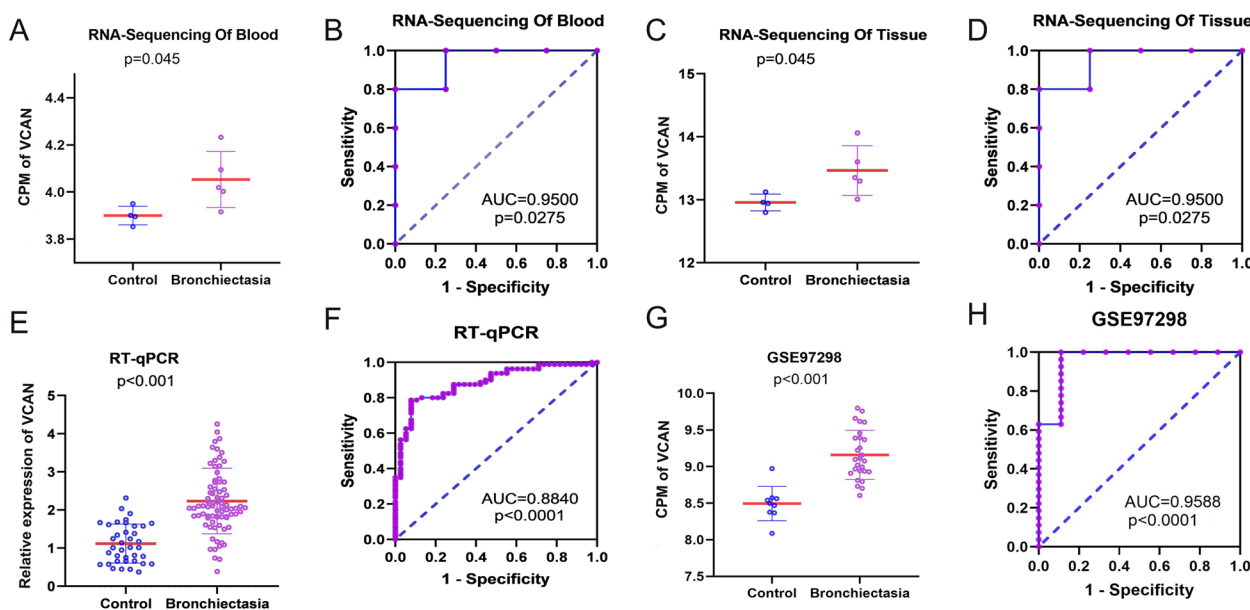 A
RNA-Sequencing Of Blood
p=0.045
CPM of VCAN
4.4
4.2
4.0
3.8
Control
Bronchiectasia
B
RNA-Sequencing Of Blood
Sensitivity
1.0
0.8
0.6
0.4
0.2
0.0
AUC=0.9500
p=0.0275
0.0 0.2 0.4 0.6 0.8 1.0
1 - Specificity
C
RNA-Sequencing Of Tissue
p=0.045
CPM of VCAN
15
14
13
12
Control
Bronchiectasia
D
RNA-Sequencing Of Tissue
Sensitivity
1.0
0.8
0.6
0.4
0.2
0.0
AUC=0.9500
p=0.0275
0.0 0.2 0.4 0.6 0.8 1.0
1 - Specificity
E
RT-qPCR
p<0.001
Relative expression of VCAN
5
4
3
2
1
0
Control
Bronchiectasia
F
RT-qPCR
Sensitivity
1.0
0.8
0.6
0.4
0.2
0.0
AUC=0.8840
p<0.0001
0.0 0.2 0.4 0.6 0.8 1.0
1 - Specificity
G
GSE97298
p<0.001
CPM of VCAN
10.0
9.5
9.0
8.5
8.0
7.5
Control
Bronchiectasia
H
GSE97298
Sensitivity
1.0
0.8
0.6
0.4
0.2
0.0
AUC=0.9588
p<0.0001
0.0 0.2 0.4 0.6 0.8 1.0
1 - Specificity